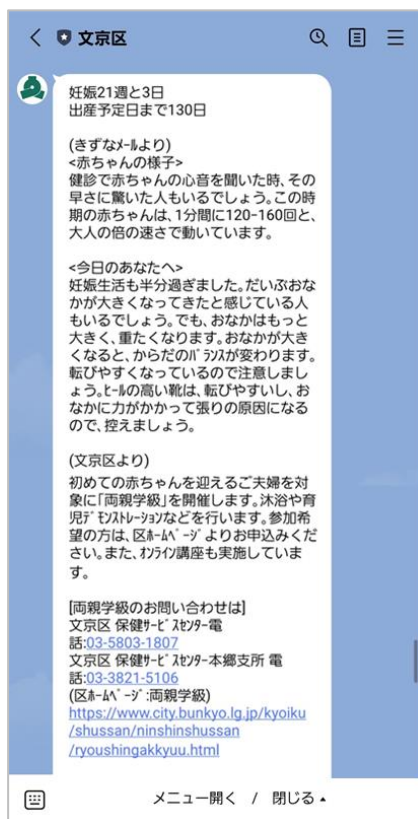 文京区
妊娠21週と3日
出産予定日まで130日
(きずなﾒｰﾙより)
<赤ちゃんの様子>
健診で赤ちゃんの心音を聞いた時、その
早さに驚いた人もいるでしょう。この時
期の赤ちゃんは、1分間に120-160回と、
大人の倍の速さで動いています。
<今日のあなたへ>
妊娠生活も半分過ぎました。だいぶおな
かが大きくなってきたと感じている人
もいるでしょう。でも、おなかはもっと
大きく、重たくなります。おなかが大き
くなると、からだのﾊﾞﾗﾝｽが変わります。
転びやすくなっているので注意しまし
ょう。ﾋｰﾙの高い靴は、転びやすいし、お
なかに力がかかって張りの原因になる
ので、控えましょう。
(文京区より)
初めての赤ちゃんを迎えるご夫婦を対
象に「両親学級」を開催します。沐浴や育
児ﾃﾞﾓﾝｽﾄﾚｰｼｮﾝなどを行います。参加希
望の方は、区ﾎｰﾑﾍﾟｰｼﾞよりお申込みくだ
さい。また、ｵﾝﾗｲﾝ講座も実施していま
す。
[両親学級のお問い合わせは]
文京区 保健ｻｰﾋﾞｽｾﾝﾀｰ電
話:03-5803-1807
文京区 保健ｻｰﾋﾞｽｾﾝﾀｰ本郷支所 電
話:03-3821-5106
(区ﾎｰﾑﾍﾟｰｼﾞ:両親学級)
https://www.city.bunkyo.lg.jp/kyoiku
/shussan/ninshinshussan
/ryoushingakkyuu.html
メニュー開く / 閉じる▲